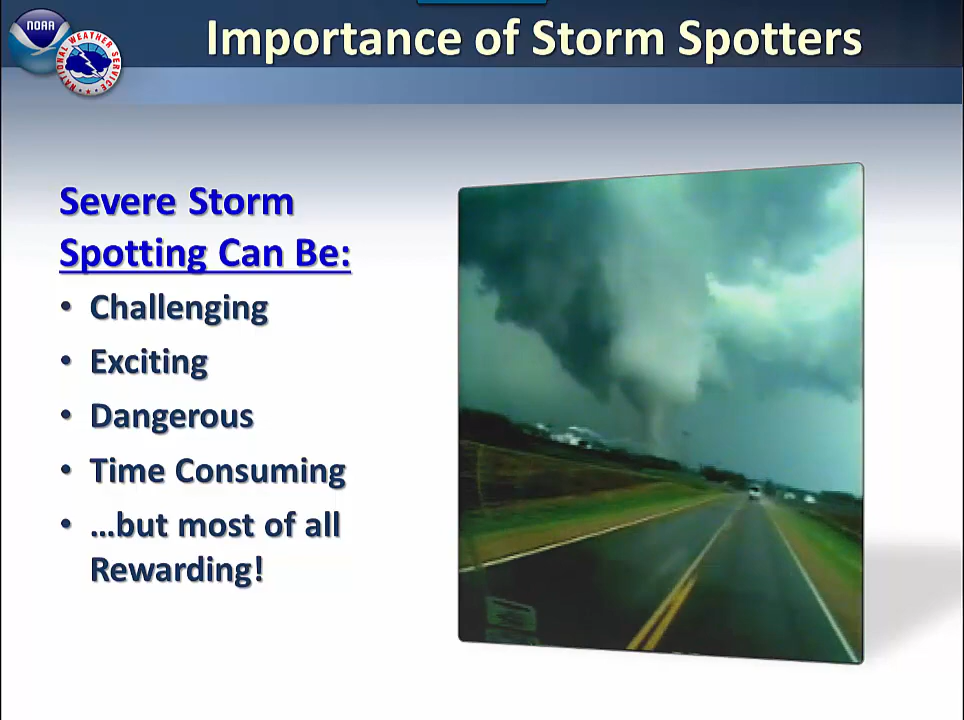 NOAA
NATIONAL WEATHER SERVICE
Importance of Storm Spotters
Severe Storm
Spotting Can Be:
• Challenging
• Exciting
• Dangerous
• Time Consuming
• …but most of all
Rewarding!